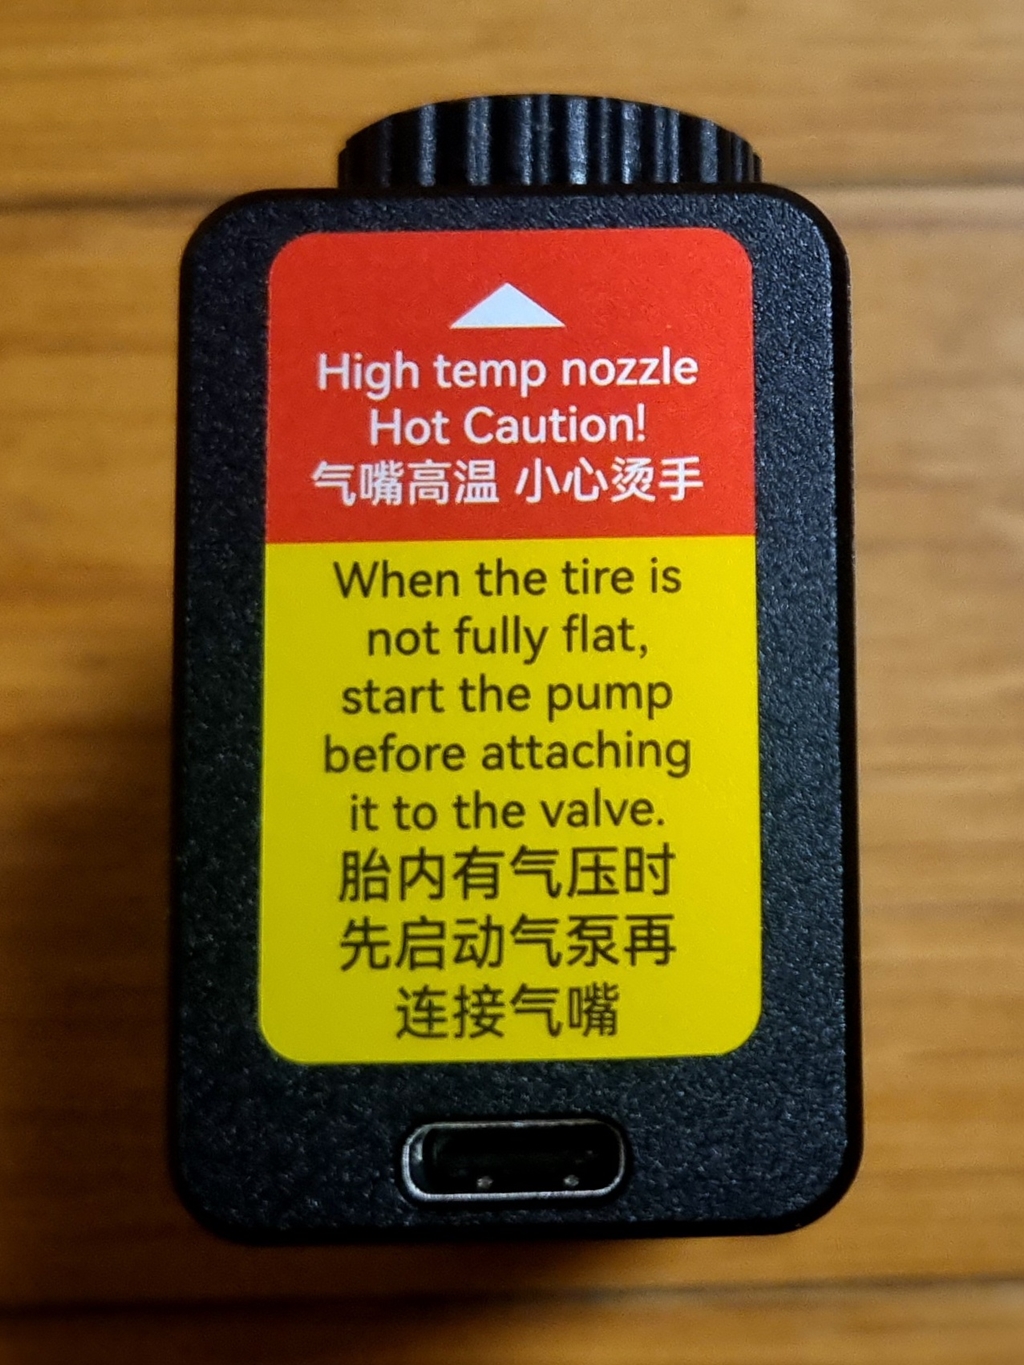 High temp nozzle
Hot Caution!
气嘴高温 小心烫手
When the tire is
not fully flat,
start the pump
before attaching
it to the valve.
胎内有气压时
先启动气泵再
连接气嘴